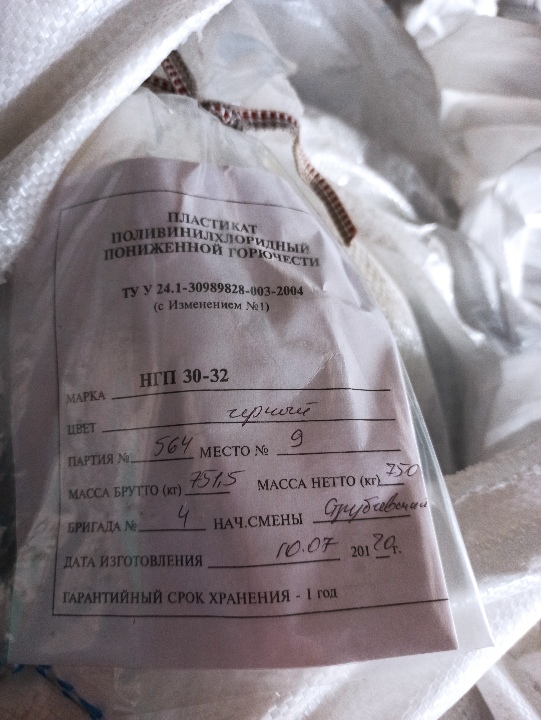 ПЛАСТИКАТ
ПОЛИВИНИЛХЛОРИДНЫЙ
ПОНИЖЕННОЙ ГОРЮЧЕСТИ
ТУ У 24.1-30989828-003-2004
(с Изменением №1)
МАРКА НГП 30-32
ЦВЕТ черный
ПАРТИЯ № 564 МЕСТО № 9
МАССА БРУТТО (кг) 751,5 МАССА НЕТТО (кг) 750
БРИГАДА № 4 НАЧ.СМЕНЫ
ДАТА ИЗГОТОВЛЕНИЯ 10.07 20120г.
ГАРАНТИЙНЫЙ СРОК ХРАНЕНИЯ - 1 год